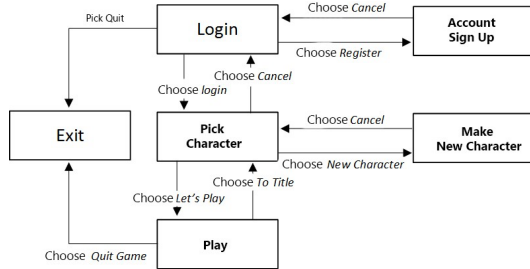 Choose Cancel
Pick Quit
Login
Account
Sign Up
Choose Register
Choose Cancel
Choose login
Exit
Pick
Character
Choose Cancel
Make
New Character
Choose New Character
Choose To Title
Choose Let's Play
Play
Choose Quit Game